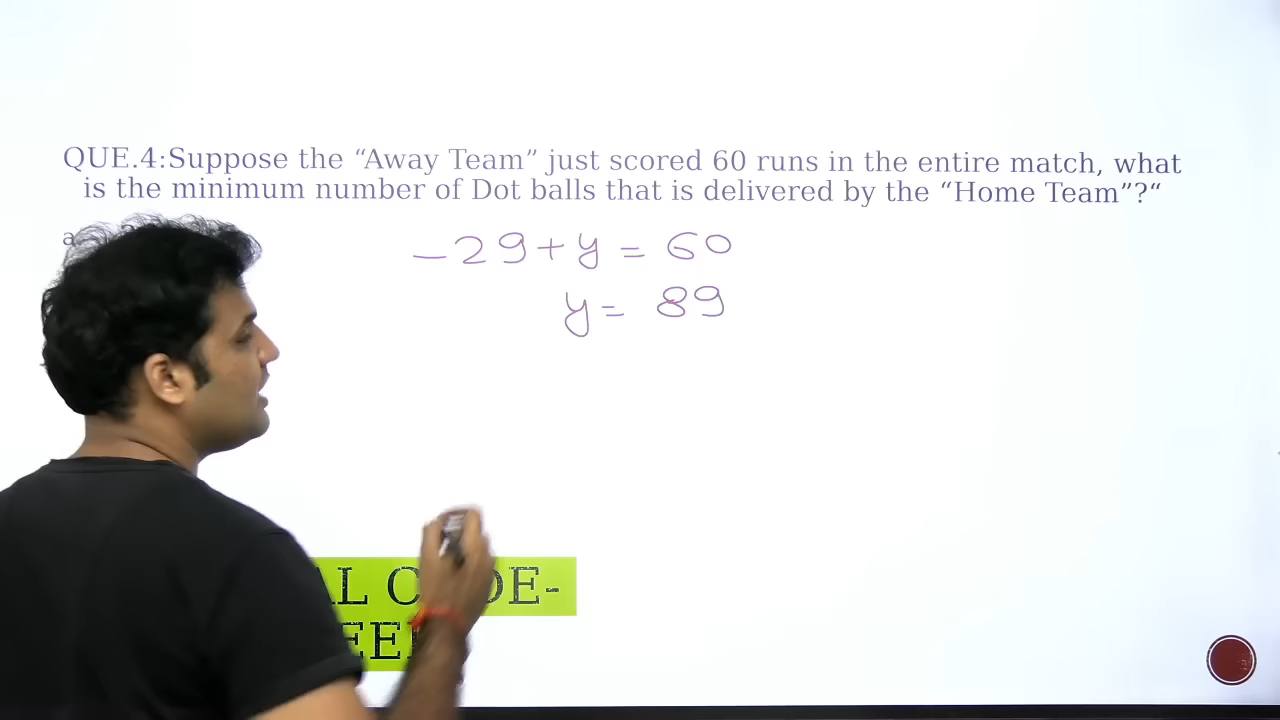 QUE.4:Suppose the “Away Team” just scored 60 runs in the entire match, what
is the minimum number of Dot balls that is delivered by the “Home Team”?“
a
-29+y = 60
y= 89